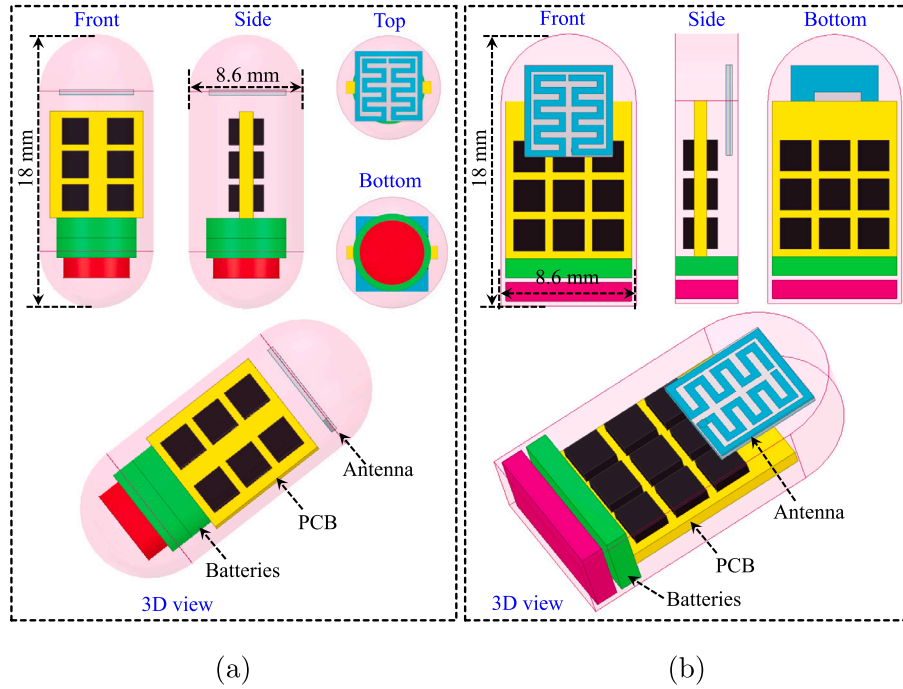 Front
Side
Top
18 mm
8.6 mm
Bottom
Antenna
PCB
Batteries
3D view
(a)
Front
Side
Bottom
18 mm
8.6 mm
Antenna
PCB
Batteries
3D view
(b)